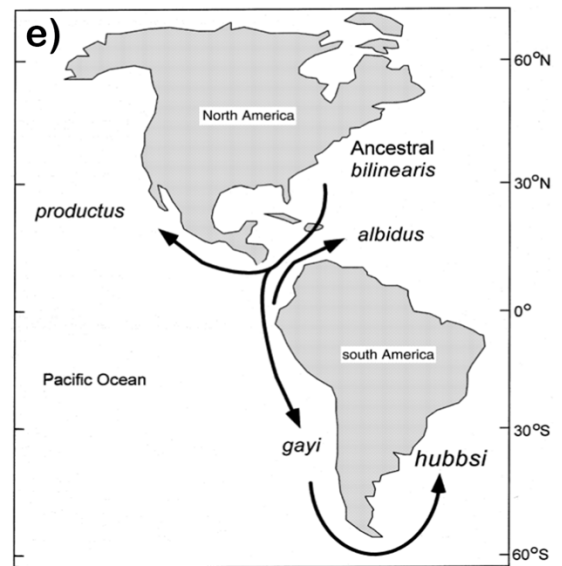 e)
60°N
North America
Ancestral
bilinearis
30°N
productus
albidus
0°
south America
Pacific Ocean
30°S
gayi
hubbsi
60°S